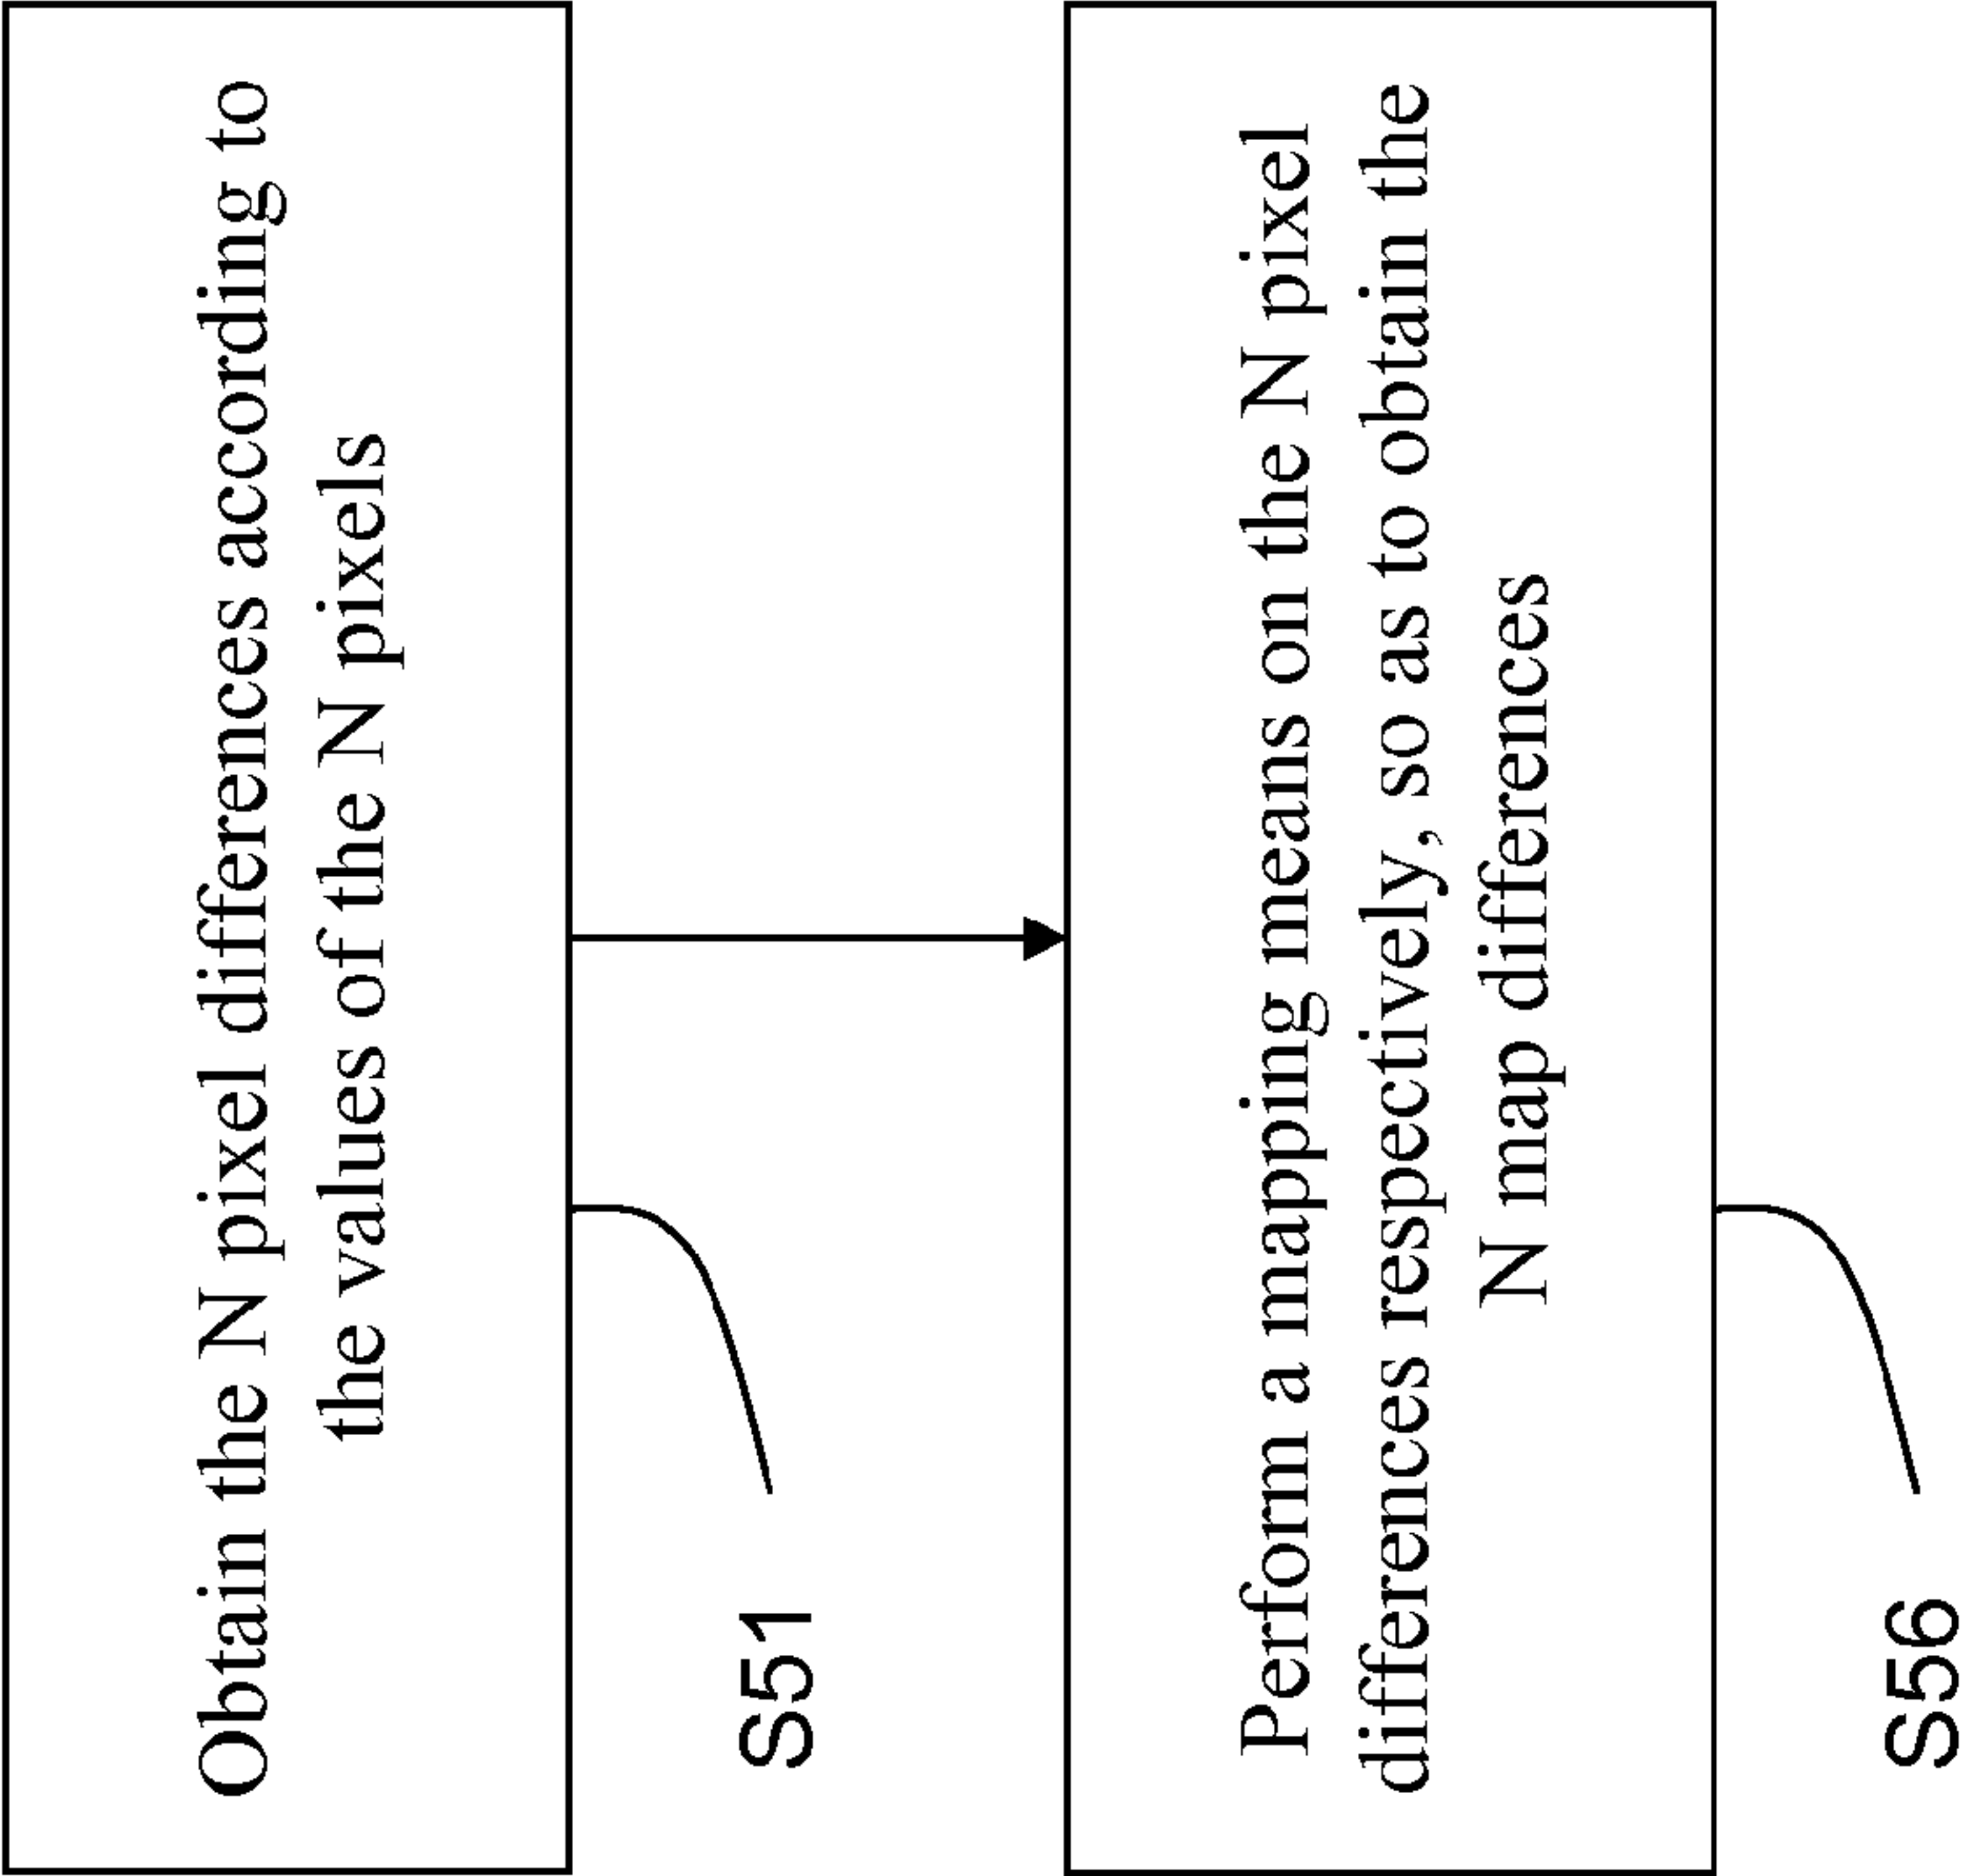 Obtain the N pixel differences according to
the values of the N pixels
S51
Perform a mapping means on the N pixel
differences respectively, so as to obtain the
N map differences
S56